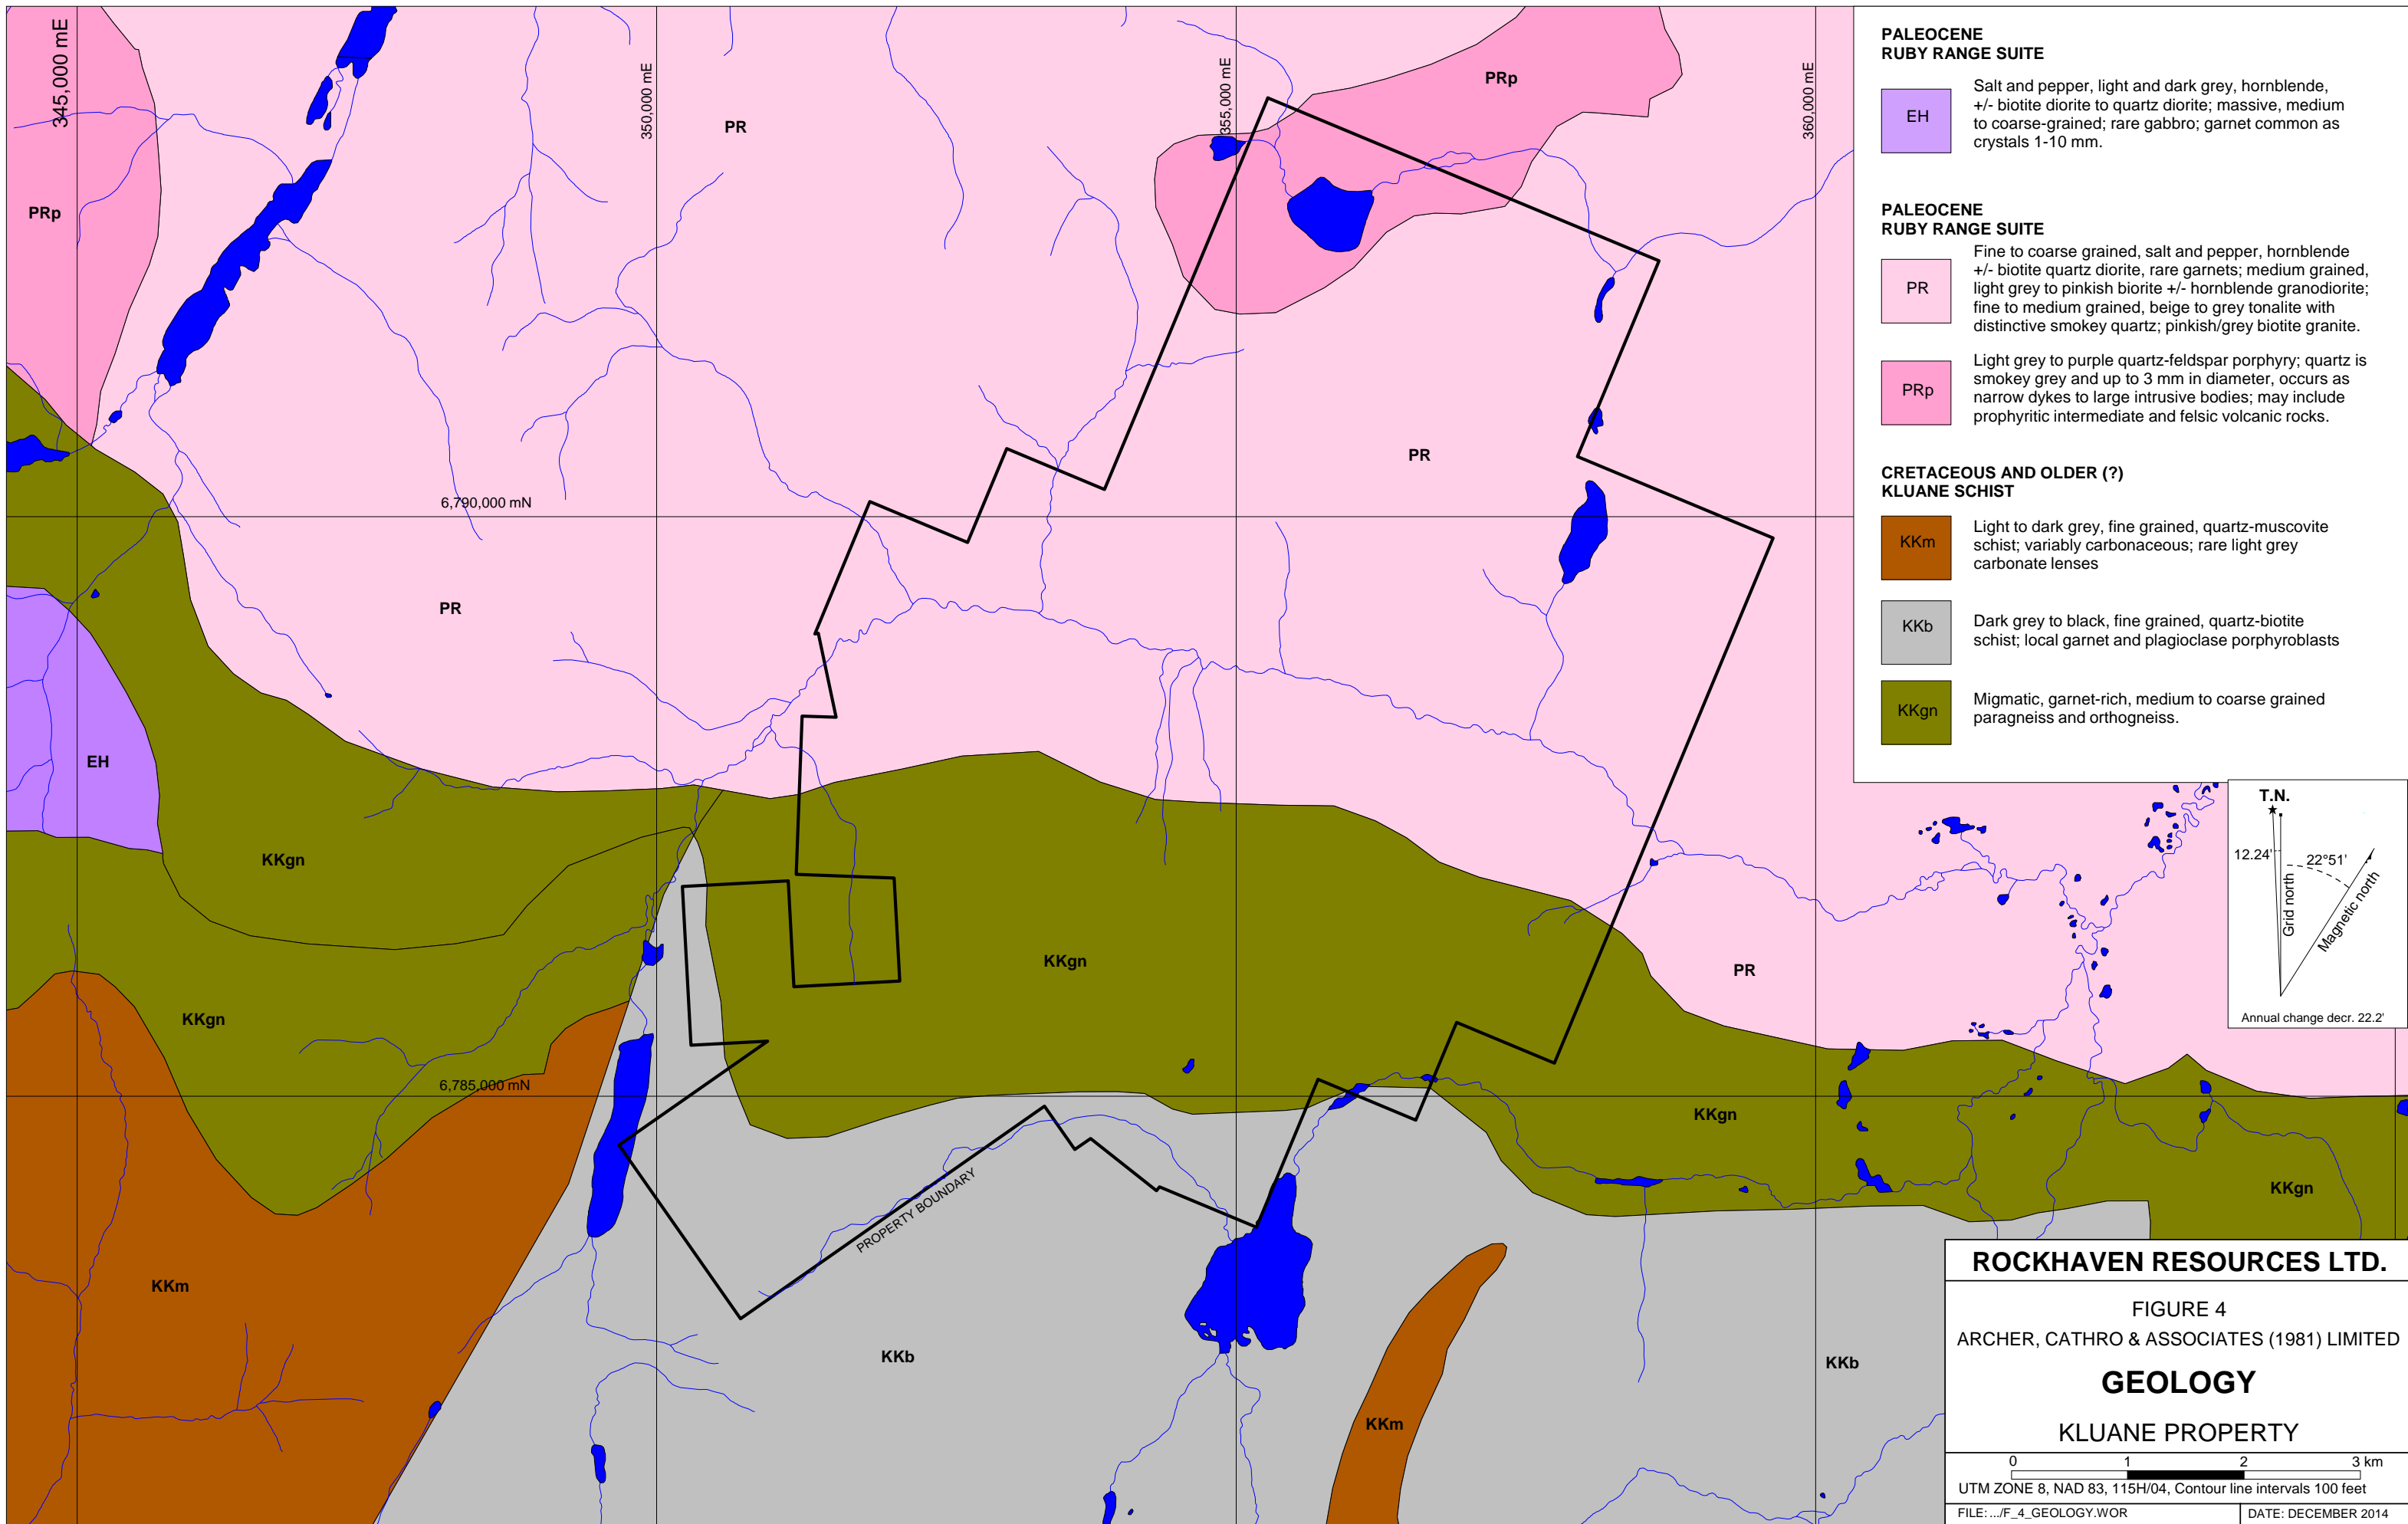 345,000 mE
350,000 mE
355,000 mE
360,000 mE
PRp
PR
PRp
PR
6,790,000 mN
PR
EH
KKgn
KKgn
KKgn
PR
6,785,000 mN
KKgn
KKgn
PROPERTY BOUNDARY
KKm
KKb
KKm
KKb
PALEOCENE
RUBY RANGE SUITE
EH
Salt and pepper, light and dark grey, hornblende,
+/- biotite diorite to quartz diorite; massive, medium
to coarse-grained; rare gabbro; garnet common as
crystals 1-10 mm.
PALEOCENE
RUBY RANGE SUITE
PR
Fine to coarse grained, salt and pepper, hornblende
+/- biotite quartz diorite, rare garnets; medium grained,
light grey to pinkish biorite +/- hornblende granodiorite;
fine to medium grained, beige to grey tonalite with
distinctive smokey quartz; pinkish/grey biotite granite.
PRp
Light grey to purple quartz-feldspar porphyry; quartz is
smokey grey and up to 3 mm in diameter, occurs as
narrow dykes to large intrusive bodies; may include
prophyritic intermediate and felsic volcanic rocks.
CRETACEOUS AND OLDER (?)
KLUANE SCHIST
KKm
Light to dark grey, fine grained, quartz-muscovite
schist; variably carbonaceous; rare light grey
carbonate lenses
KKb
Dark grey to black, fine grained, quartz-biotite
schist; local garnet and plagioclase porphyroblasts
KKgn
Migmatic, garnet-rich, medium to coarse grained
paragneiss and orthogneiss.
T.N.
12.24'
22°51'
Grid north
Magnetic north
Annual change decr. 22.2'
ROCKHAVEN RESOURCES LTD.
FIGURE 4
ARCHER, CATHRO & ASSOCIATES (1981) LIMITED
GEOLOGY
KLUANE PROPERTY
0 1 2 3 km
UTM ZONE 8, NAD 83, 115H/04, Contour line intervals 100 feet
FILE: .../F_4_GEOLOGY.WOR
DATE: DECEMBER 2014